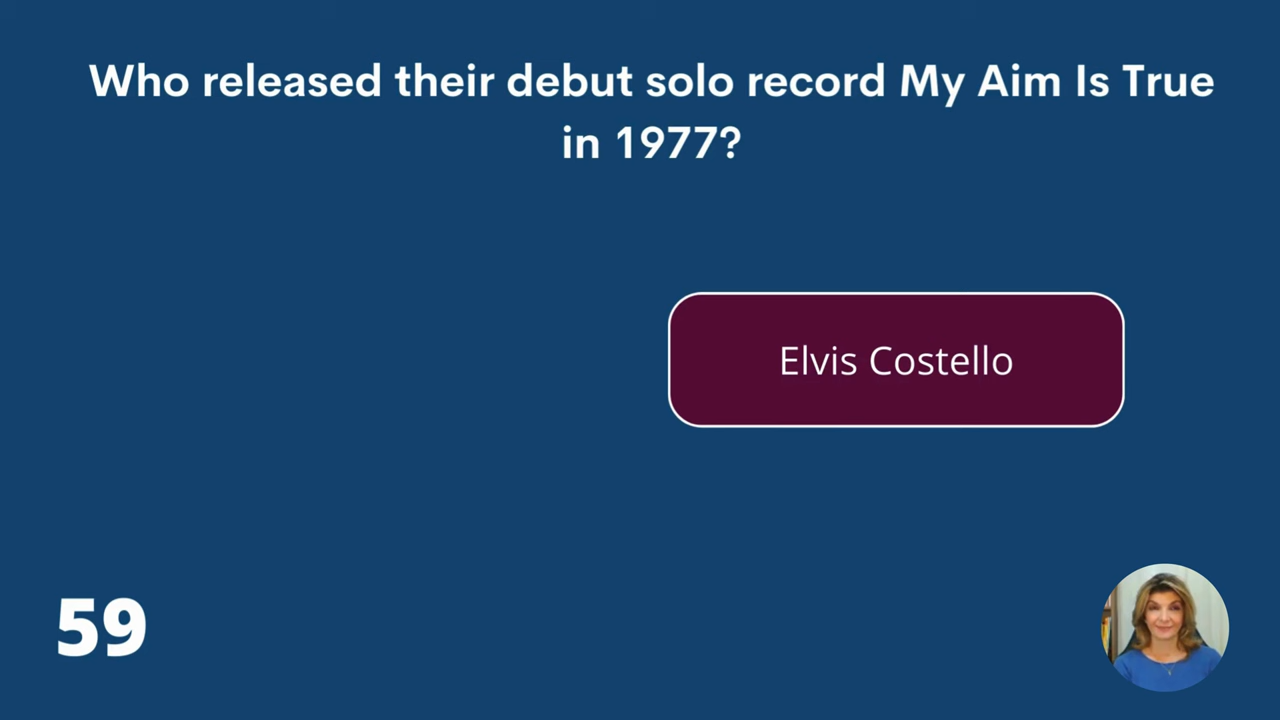 Who released their debut solo record My Aim Is True
in 1977?
Elvis Costello
59